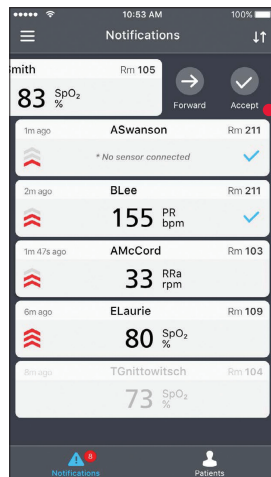 10:53 AM 100%
Notifications
mith Rm 105
83 SpO₂ %
Forward Accept
1m ago ASwanson Rm 211
* No sensor connected
2m ago BLee Rm 211
155 PR bpm
1m 47s ago AMcCord Rm 103
33 RRa rpm
6m ago ELaurie Rm 109
80 SpO₂ %
8m ago TGnittowitsch Rm 104
73 SpO₂ %
8
Notifications Patients